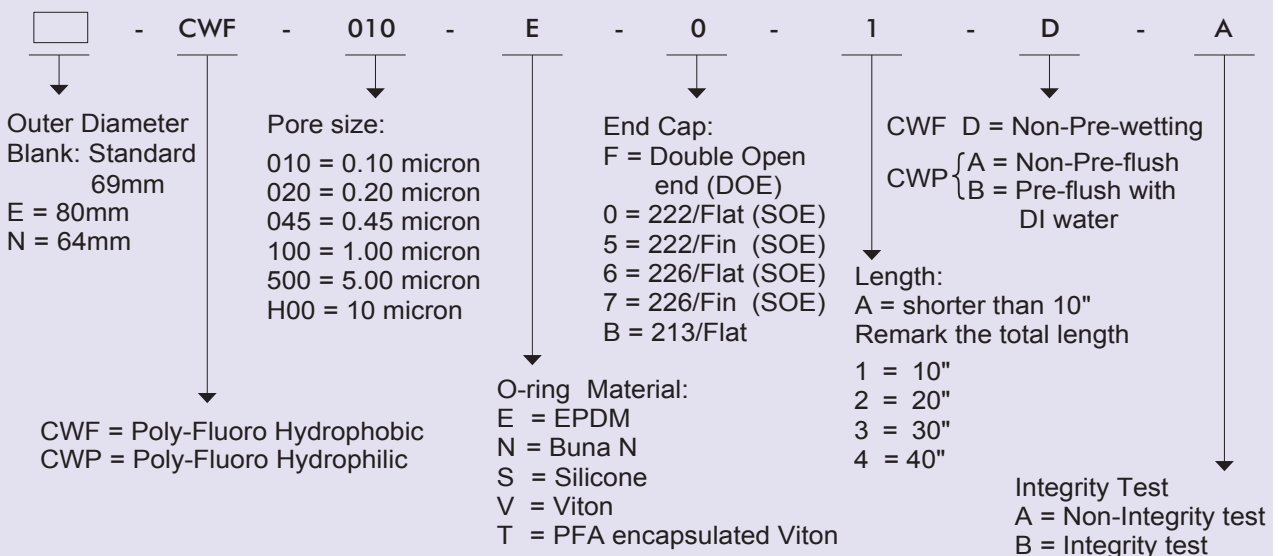 - CWF - 010 - E - 0 - 1 - D - A
Outer Diameter
Blank: Standard
69mm
E = 80mm
N = 64mm
CWF = Poly-Fluoro Hydrophobic
CWP = Poly-Fluoro Hydrophilic
Pore size:
010 = 0.10 micron
020 = 0.20 micron
045 = 0.45 micron
100 = 1.00 micron
500 = 5.00 micron
H00 = 10 micron
O-ring Material:
E = EPDM
N = Buna N
S = Silicone
V = Viton
T = PFA encapsulated Viton
End Cap:
F = Double Open
end (DOE)
0 = 222/Flat (SOE)
5 = 222/Fin (SOE)
6 = 226/Flat (SOE)
7 = 226/Fin (SOE)
B = 213/Flat
Length:
A = shorter than 10"
Remark the total length
1 = 10"
2 = 20"
3 = 30"
4 = 40"
CWF D = Non-Pre-wetting
CWP { A = Non-Pre-flush
B = Pre-flush with
DI water
Integrity Test
A = Non-Integrity test
B = Integrity test